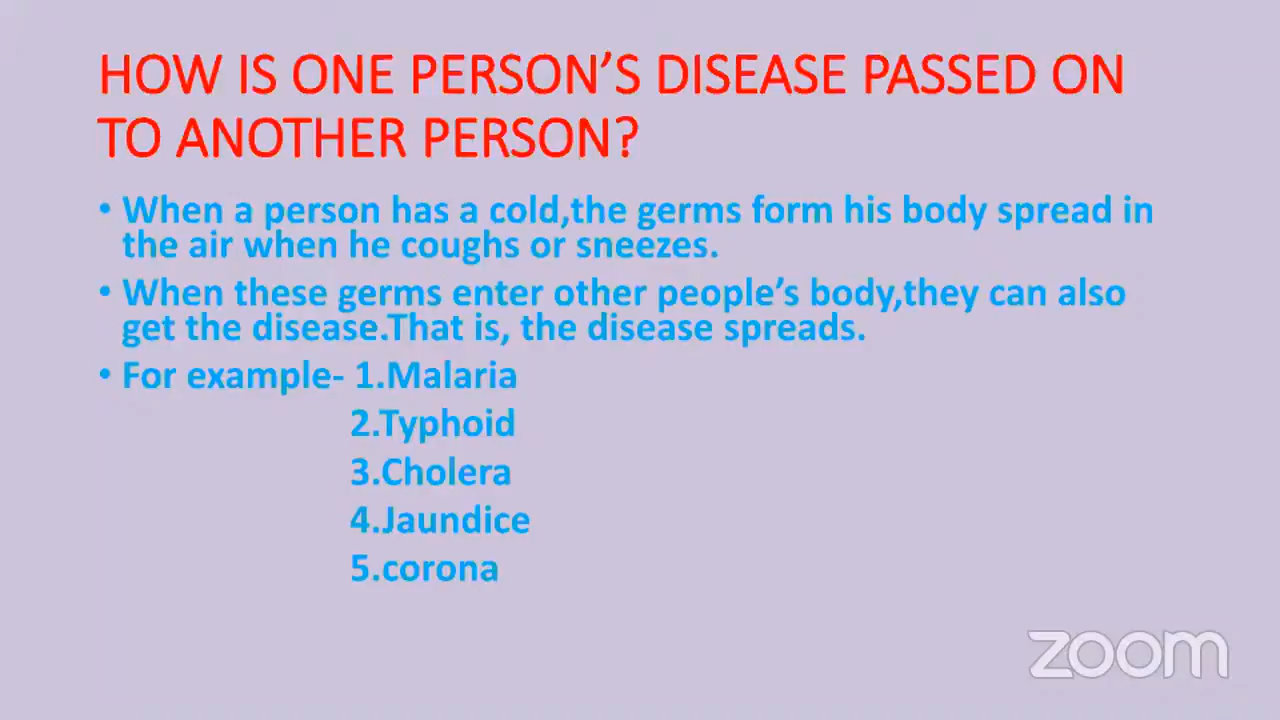 HOW IS ONE PERSON’S DISEASE PASSED ON
TO ANOTHER PERSON?
• When a person has a cold,the germs form his body spread in
the air when he coughs or sneezes.
• When these germs enter other people’s body,they can also
get the disease.That is, the disease spreads.
• For example- 1.Malaria
2.Typhoid
3.Cholera
4.Jaundice
5.corona
zoom